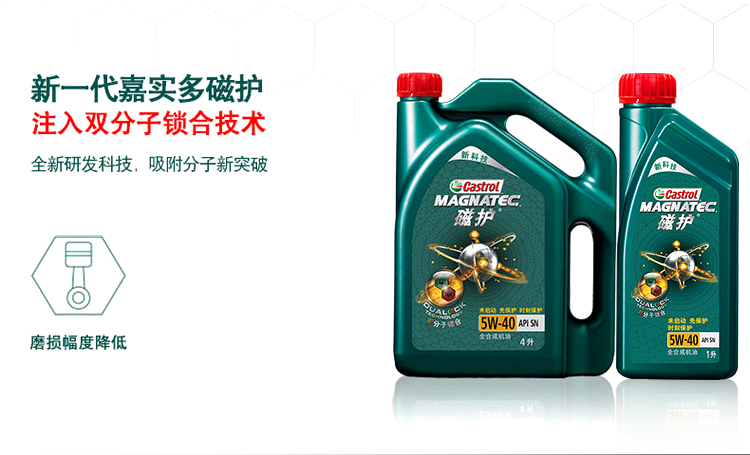 新一代嘉实多磁护
注入双分子锁合技术
全新研发科技，吸附分子新突破
磨损幅度降低
新科技
Castrol
MAGNATEC
磁护
DUALOCK
TECHNOLOGY
双分子锁合
未启动 先保护 时刻保护
5W-40 API SN
全合成机油
4升
新科技
Castrol
MAGNATEC
磁护
DUALOCK
TECHNOLOGY
双分子锁合
未启动 先保护
时刻保护
5W-40 API SN
全合成机油
1升